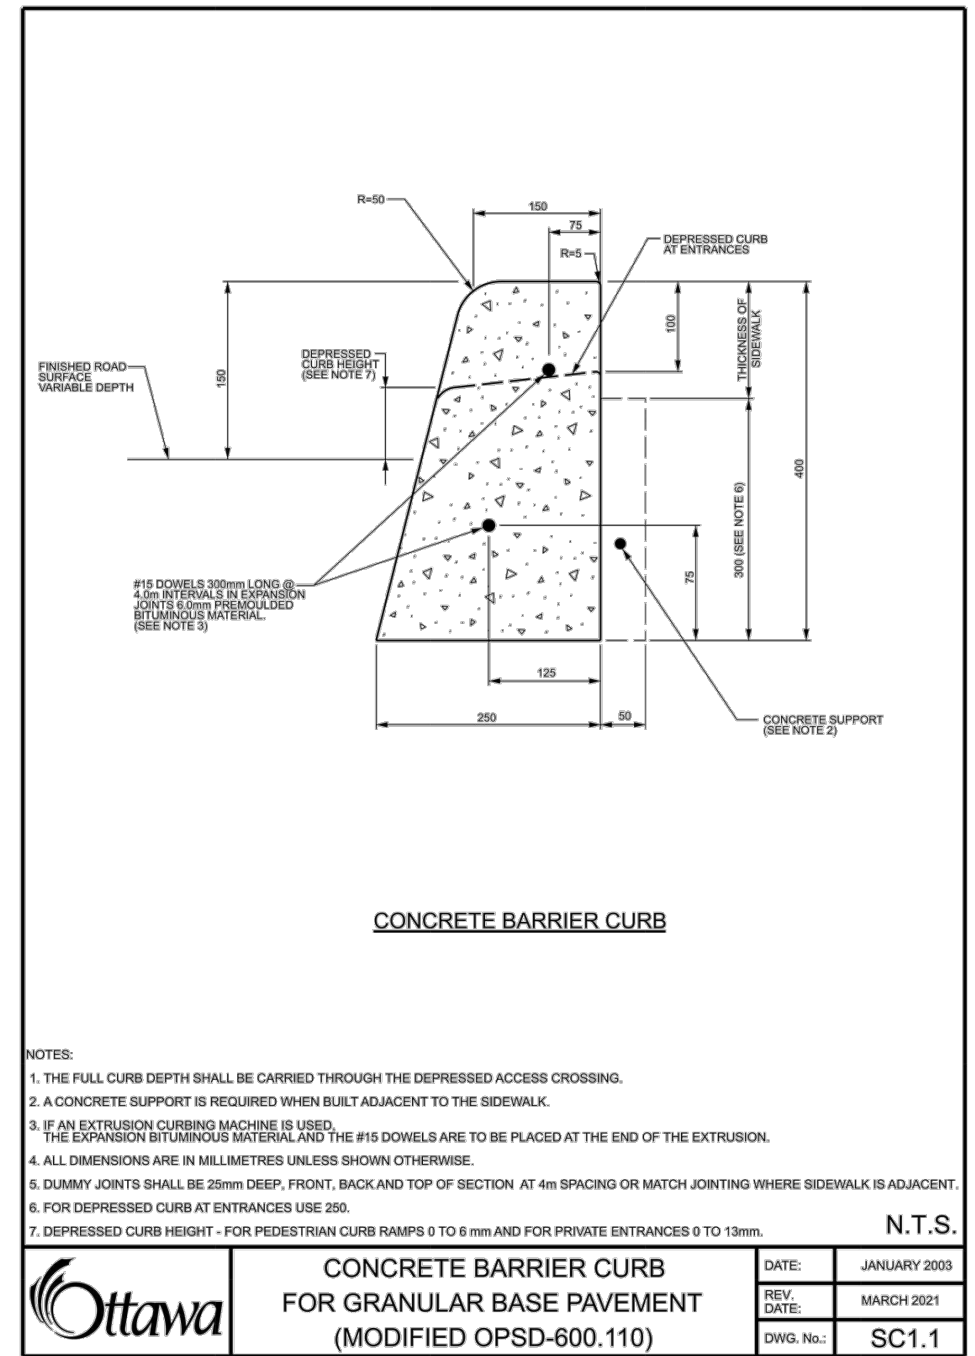 R=50
150
75
R=5
DEPRESSED CURB
AT ENTRANCES
100
THICKNESS OF
SIDEWALK
DEPRESSED
CURB HEIGHT
(SEE NOTE 7)
FINISHED ROAD
SURFACE
VARIABLE DEPTH
150
400
300 (SEE NOTE 6)
75
#15 DOWELS 300mm LONG @
4.0m INTERVALS IN EXPANSION
JOINTS 6.0mm PREMOULDED
BITUMINOUS MATERIAL.
(SEE NOTE 3)
125
250
50
CONCRETE SUPPORT
(SEE NOTE 2)
CONCRETE BARRIER CURB
NOTES:
1. THE FULL CURB DEPTH SHALL BE CARRIED THROUGH THE DEPRESSED ACCESS CROSSING.
2. A CONCRETE SUPPORT IS REQUIRED WHEN BUILT ADJACENT TO THE SIDEWALK.
3. IF AN EXTRUSION CURBING MACHINE IS USED,
THE EXPANSION BITUMINOUS MATERIAL AND THE #15 DOWELS ARE TO BE PLACED AT THE END OF THE EXTRUSION.
4. ALL DIMENSIONS ARE IN MILLIMETRES UNLESS SHOWN OTHERWISE.
5. DUMMY JOINTS SHALL BE 25mm DEEP, FRONT, BACK AND TOP OF SECTION AT 4m SPACING OR MATCH JOINTING WHERE SIDEWALK IS ADJACENT.
6. FOR DEPRESSED CURB AT ENTRANCES USE 250.
7. DEPRESSED CURB HEIGHT - FOR PEDESTRIAN CURB RAMPS 0 TO 6 mm AND FOR PRIVATE ENTRANCES 0 TO 13mm.
N.T.S.
Ottawa
CONCRETE BARRIER CURB
FOR GRANULAR BASE PAVEMENT
(MODIFIED OPSD-600.110)
DATE: JANUARY 2003
REV.
DATE: MARCH 2021
DWG. No.: SC1.1